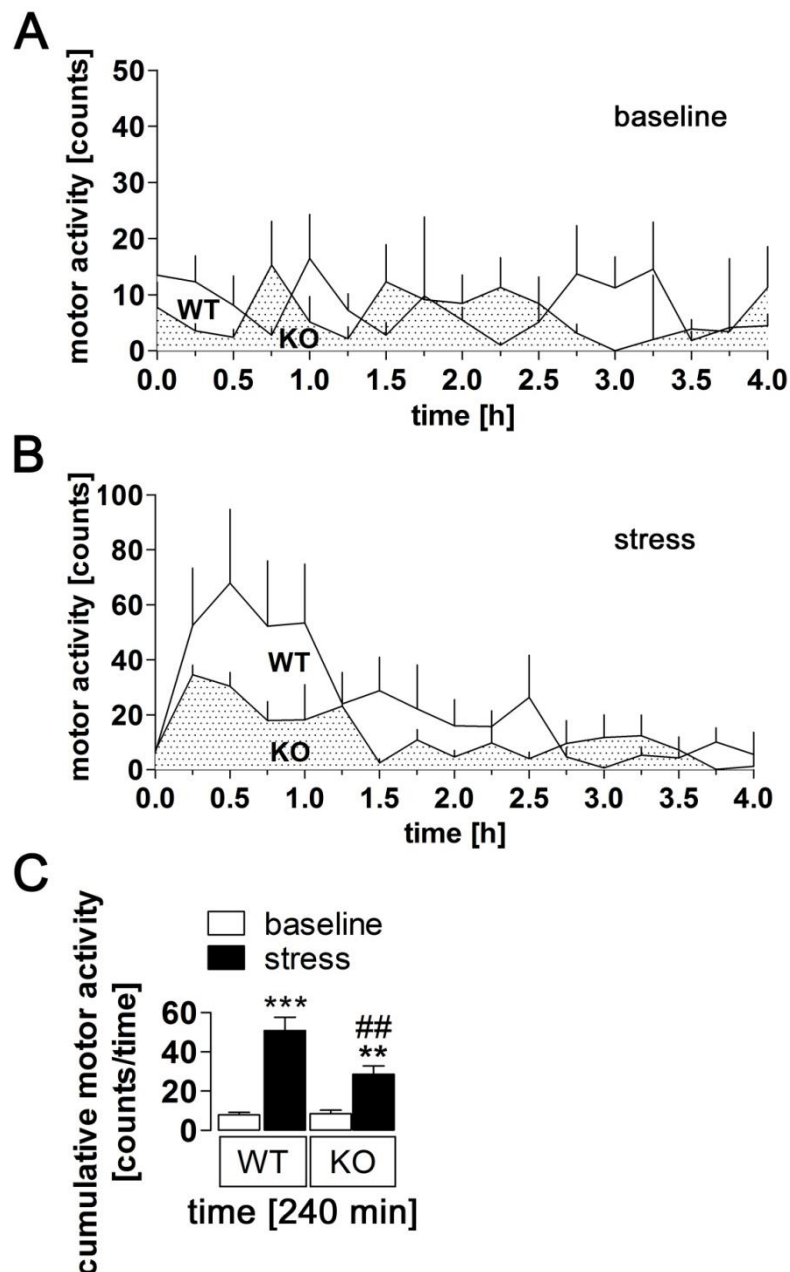 A
motor activity [counts]
50
40
30
20
10
0
baseline
WT
KO
0.0 0.5 1.0 1.5 2.0 2.5 3.0 3.5 4.0
time [h]
B
motor activity [counts]
100
80
60
40
20
0
stress
WT
KO
0.0 0.5 1.0 1.5 2.0 2.5 3.0 3.5 4.0
time [h]
C
cumulative motor activity
[counts/time]
baseline
stress
60
40
20
0
***
##
**
WT KO
time [240 min]